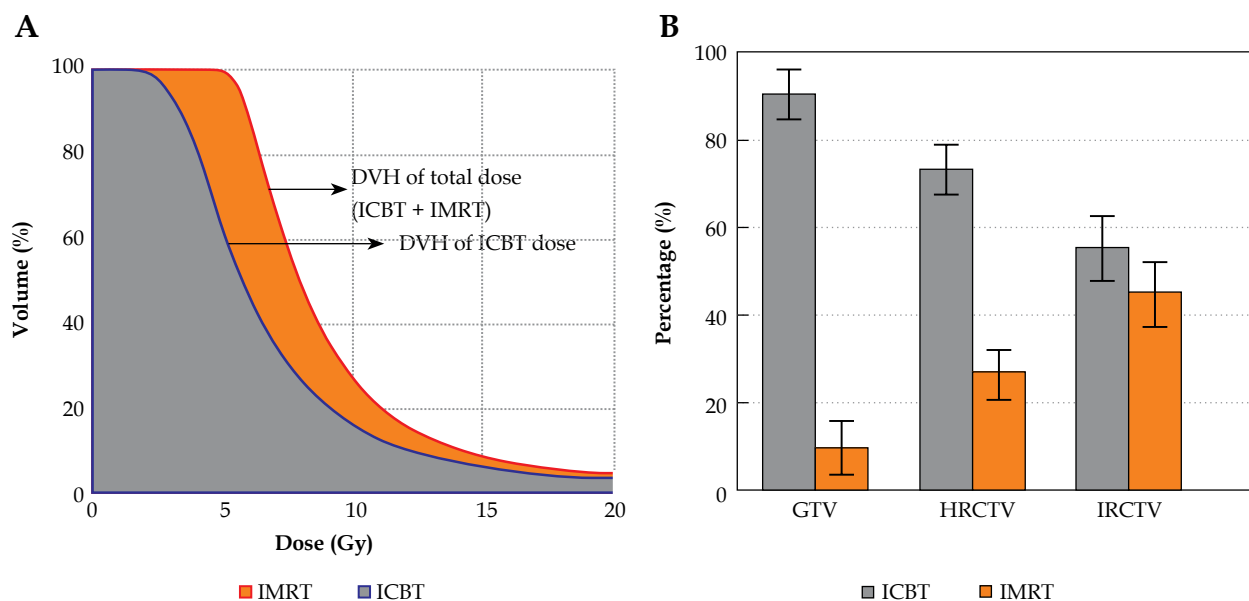 A
100
80
60
40
20
0
Volume (%)
DVH of total dose
(ICBT + IMRT)
DVH of ICBT dose
0 5 10 15 20
Dose (Gy)
IMRT ICBT
B
100
80
60
40
20
0
Percentage (%)
GTV HRCTV IRCTV
ICBT IMRT